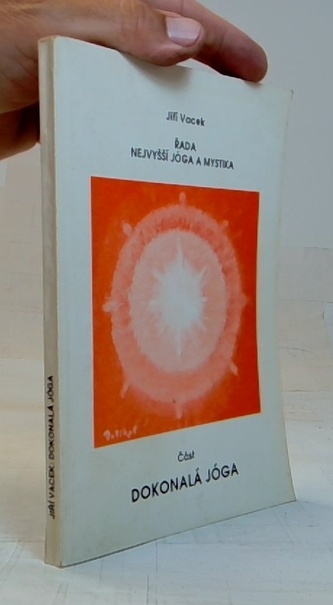 Jiří Vacek
ŘADA
NEJVYŠŠÍ JÓGA A MYSTIKA
Část
DOKONALÁ JÓGA
JIŘÍ VACEK: DOKONALÁ JÓGA